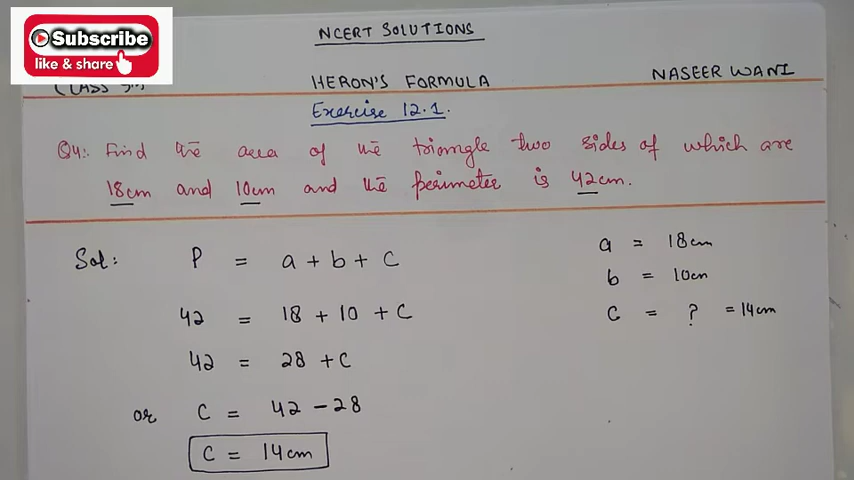 Subscribe
like & share
NCERT SOLUTIONS
HERON'S FORMULA
NASEER WANI
Exercise 12.1.
Q4:. Find the area of the triangle two sides of which are
18cm and 10cm and the perimeter is 42cm.
Sol: P = a + b + c
a = 18cm
b = 10cm
c = ? = 14cm
42 = 18 + 10 + c
42 = 28 + c
or c = 42 - 28
c = 14cm